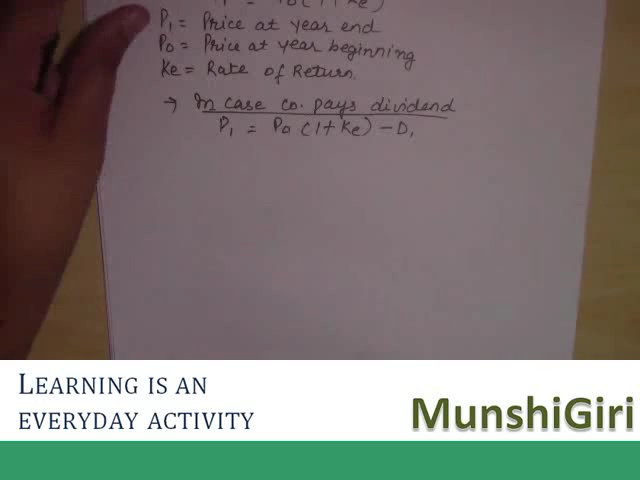 P₁ = Price at year end
P₀ = Price at year beginning
Ke = Rate of Return
→ In case co. pays dividend
P₁ = P₀ (1 + Ke) - D₁
LEARNING IS AN
EVERYDAY ACTIVITY
MunshiGiri